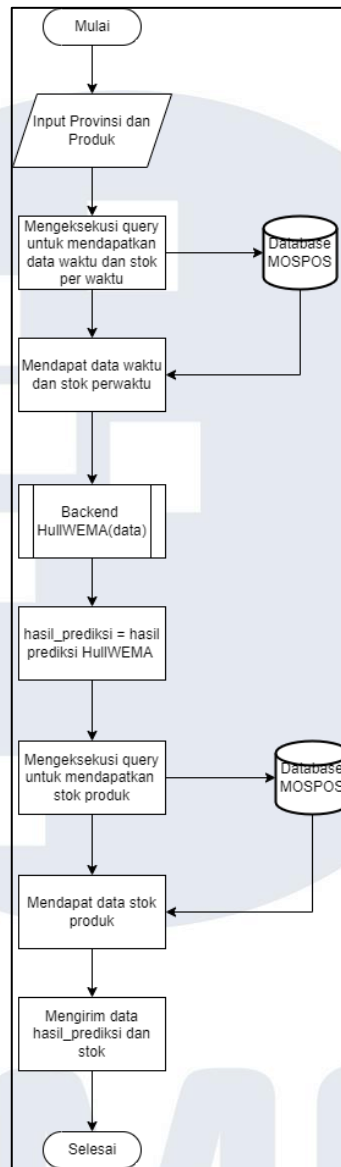 Mulai
Input Provinsi dan
Produk
Mengeksekusi query
untuk mendapatkan
data waktu dan stok
per waktu
Database
MOSPOS
Mendapat data waktu
dan stok perwaktu
Backend
HullWEMA(data)
hasil_prediksi = hasil
prediksi HullWEMA
Mengeksekusi query
untuk mendapatkan
stok produk
Database
MOSPOS
Mendapat data stok
produk
Mengirim data
hasil_prediksi dan
stok
Selesai